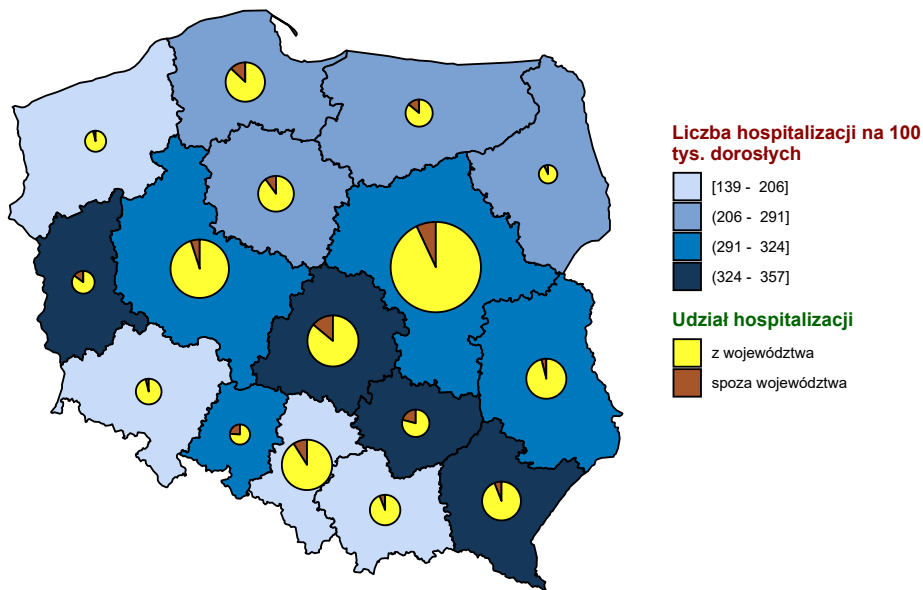 Liczba hospitalizacji na 100
tys. dorosłych
[139 - 206]
(206 - 291]
(291 - 324]
(324 - 357]
Udział hospitalizacji
z województwa
spoza województwa